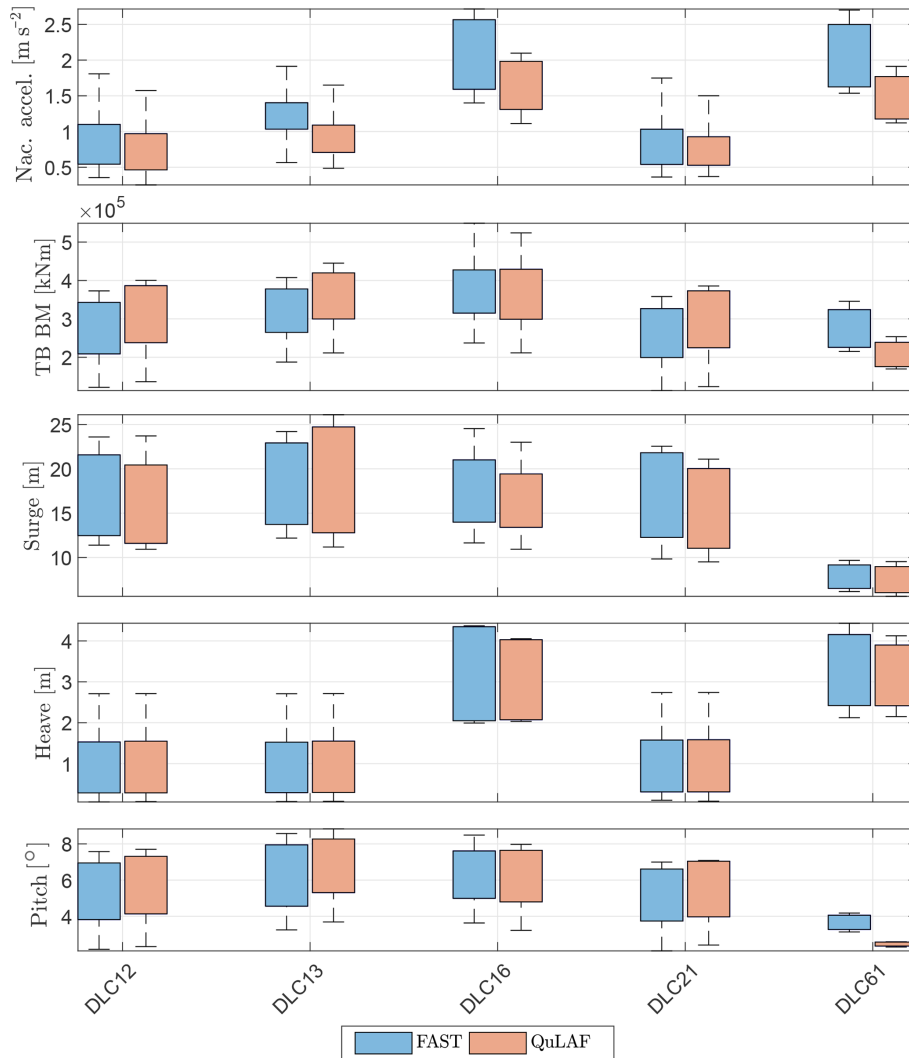 Nac. accel. [m s⁻²]
2.5
2
1.5
1
0.5
×10⁵
TB BM [kNm]
5
4
3
2
Surge [m]
25
20
15
10
Heave [m]
4
3
2
1
Pitch [°]
8
6
4
DLC12
DLC13
DLC16
DLC21
DLC61
FAST QuLAF